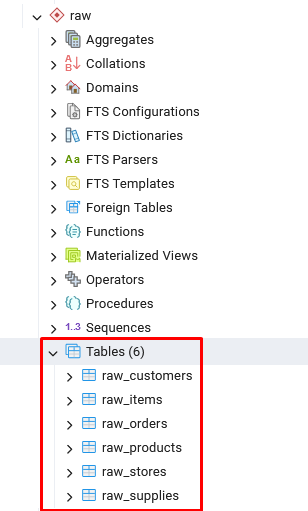 raw
Aggregates
A B Collations
Domains
FTS Configurations
FTS Dictionaries
Aa FTS Parsers
FTS Templates
Foreign Tables
Functions
Materialized Views
Operators
Procedures
1..3 Sequences
Tables (6)
raw_customers
raw_items
raw_orders
raw_products
raw_stores
raw_supplies